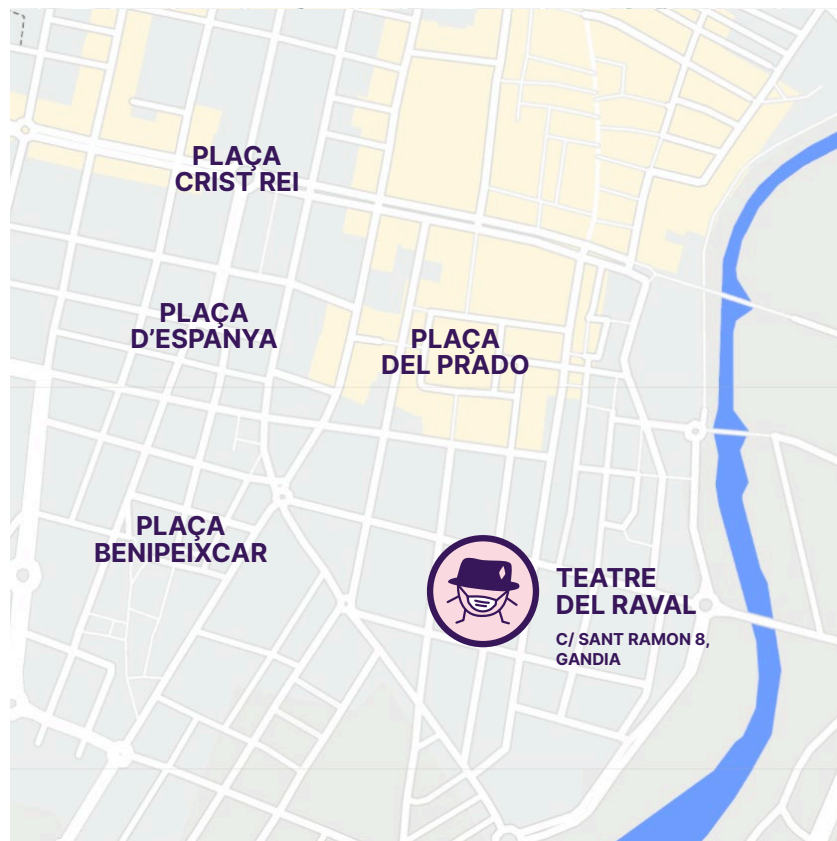 PLAÇA
CRIST REI
PLAÇA
D'ESPANYA
PLAÇA
DEL PRADO
PLAÇA
BENIPEIXCAR
TEATRE
DEL RAVAL
C/ SANT RAMON 8,
GANDIA